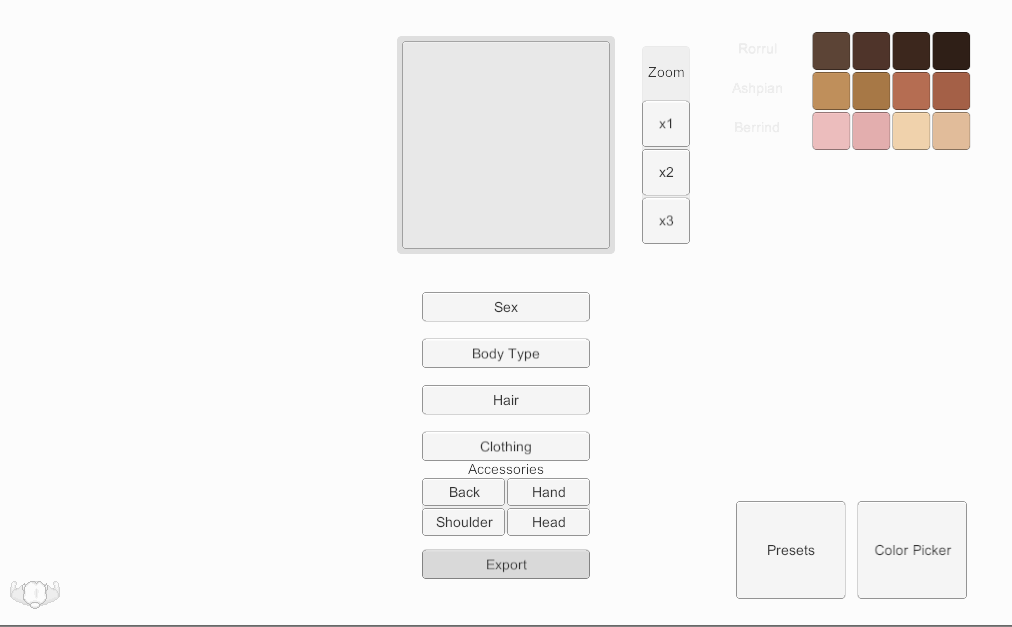 Zoom
x1
x2
x3
Rorrul
Ashpian
Berrind
Sex
Body Type
Hair
Clothing
Accessories
Back Hand
Shoulder Head
Export
Presets Color Picker